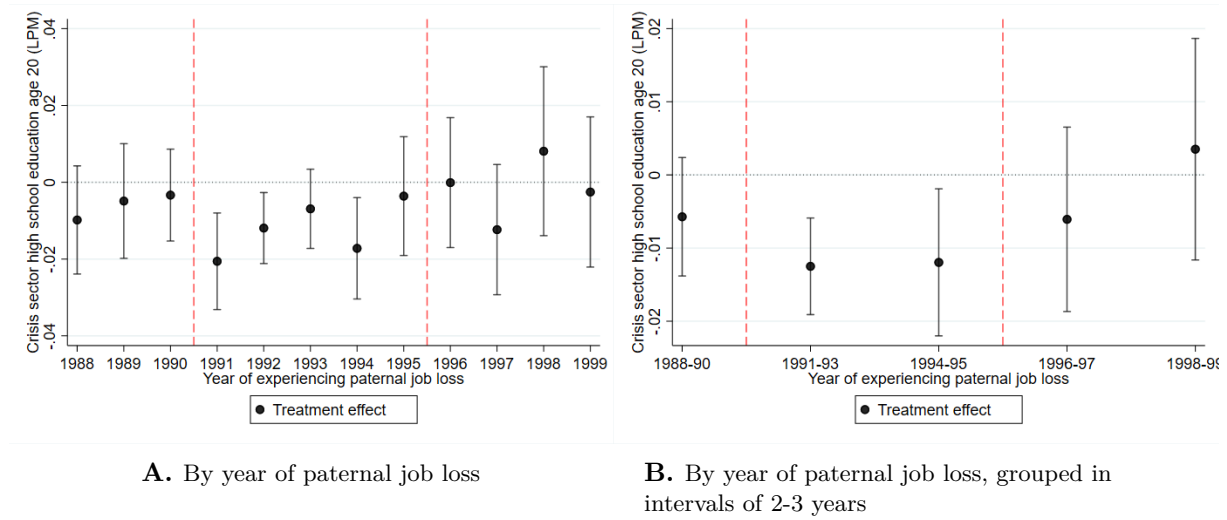 Crisis sector high school education age 20 (LPM)
.04
.02
0
-.02
-.04
1988 1989 1990 1991 1992 1993 1994 1995 1996 1997 1998 1999
Year of experiencing paternal job loss
Treatment effect
A. By year of paternal job loss
Crisis sector high school education age 20 (LPM)
.02
.01
0
-.01
-.02
1988-90 1991-93 1994-95 1996-97 1998-99
Year of experiencing paternal job loss
Treatment effect
B. By year of paternal job loss, grouped in
intervals of 2-3 years